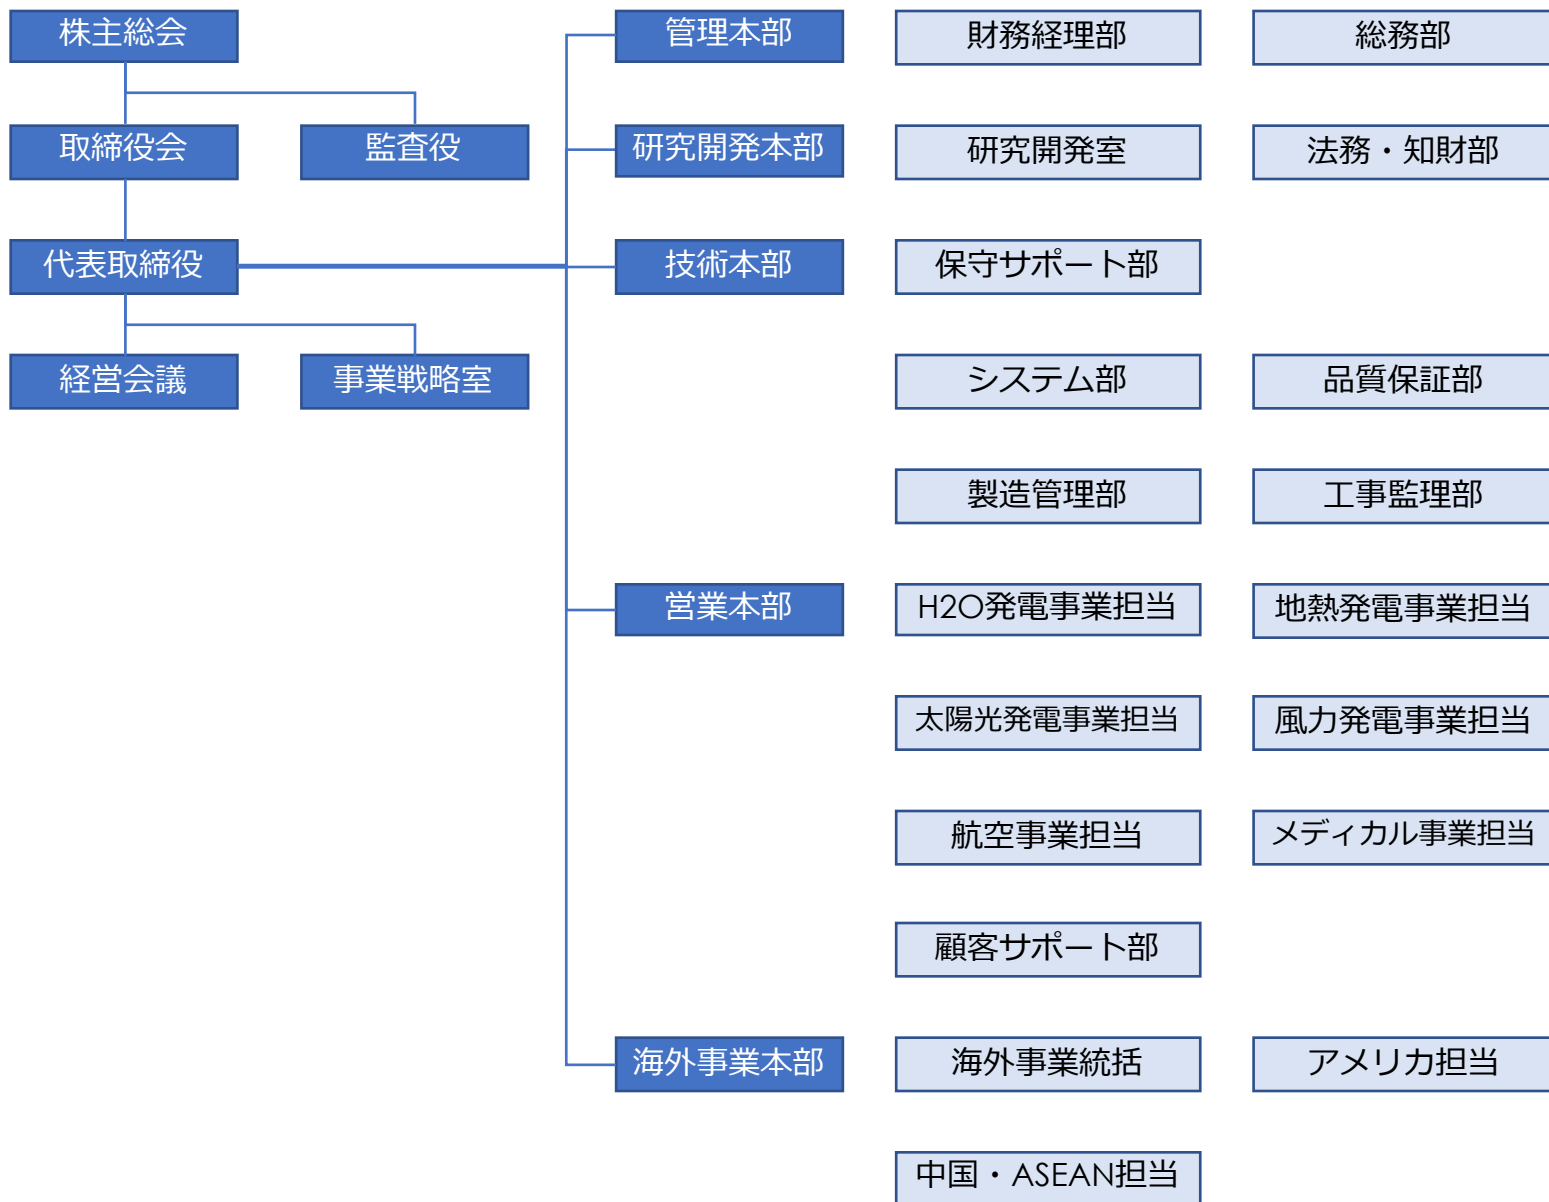 株主総会
管理本部
財務経理部
総務部
取締役会
監査役
研究開発本部
研究開発室
法務・知財部
代表取締役
技術本部
保守サポート部
経営会議
事業戦略室
システム部
品質保証部
製造管理部
工事監理部
営業本部
H2O発電事業担当
地熱発電事業担当
太陽光発電事業担当
風力発電事業担当
航空事業担当
メディカル事業担当
顧客サポート部
海外事業本部
海外事業統括
アメリカ担当
中国・ASEAN担当